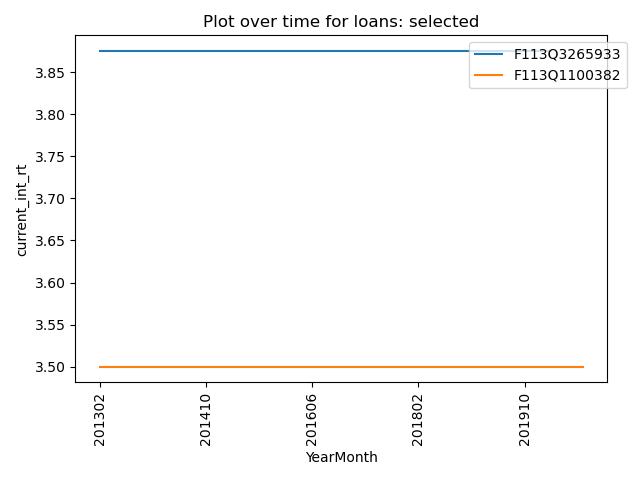 Plot over time for loans: selected
F113Q3265933
F113Q1100382
3.85
3.80
3.75
3.70
3.65
3.60
3.55
3.50
current_int_rt
201302
201410
201606
201802
201910
YearMonth